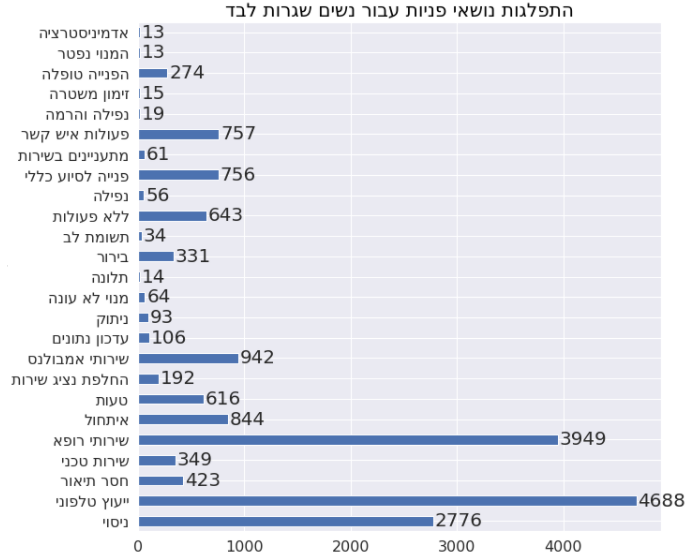 התפלגות נושאי פניות עבור נשים שגרות לבד
אדמיניסטרציה 13
המנוי נפטר 13
הפנייה טופלה 274
זימון משטרה 15
נפילה והרמה 19
פעולות איש קשר 757
מתעניינים בשירות 61
פנייה לסיוע כללי 756
נפילה 56
ללא פעולות 643
תשומת לב 34
בירור 331
תלונה 14
מנוי לא עונה 64
ניתוק 93
עדכון נתונים 106
שירותי אמבולנס 942
החלפת נציג שירות 192
טעות 616
איתחול 844
שירותי רופא 3949
שירות טכני 349
חסר תיאור 423
ייעוץ טלפוני 4688
ניסוי 2776
0 1000 2000 3000 4000